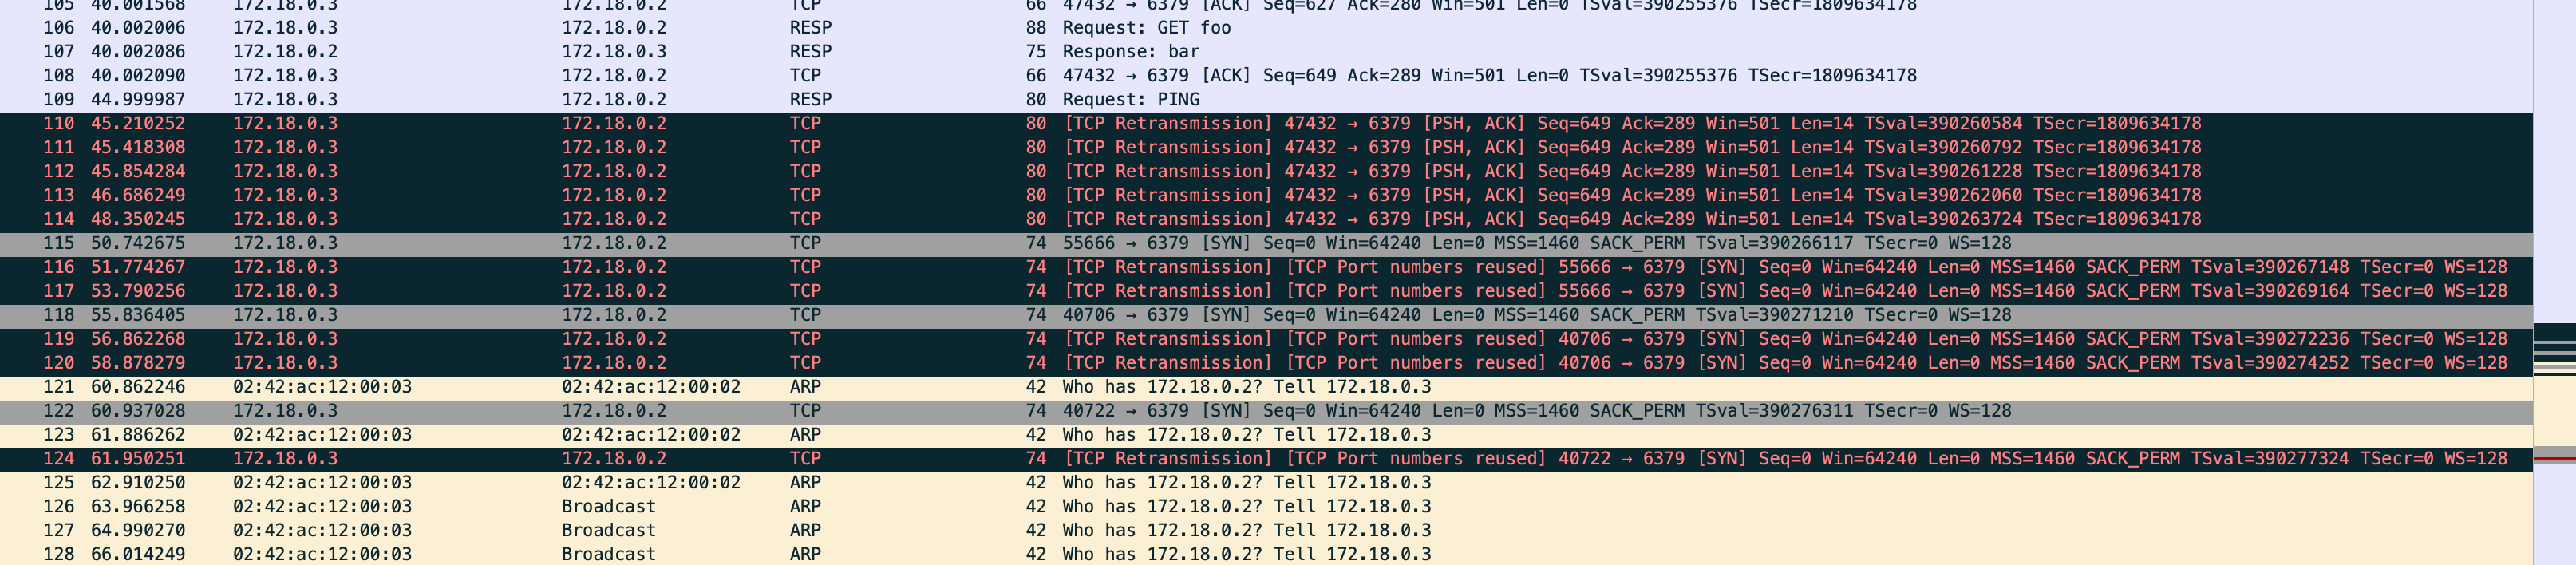 105 40.001568 172.18.0.3 172.18.0.2 TCP 66 47432 → 6379 [ACK] Seq=627 Ack=280 Win=501 Len=0 TSval=390255376 TSecr=1809634178
106 40.002006 172.18.0.3 172.18.0.2 RESP 88 Request: GET foo
107 40.002086 172.18.0.2 172.18.0.3 RESP 75 Response: bar
108 40.002090 172.18.0.3 172.18.0.2 TCP 66 47432 → 6379 [ACK] Seq=649 Ack=289 Win=501 Len=0 TSval=390255376 TSecr=1809634178
109 44.999987 172.18.0.3 172.18.0.2 RESP 80 Request: PING
110 45.210252 172.18.0.3 172.18.0.2 TCP 80 [TCP Retransmission] 47432 → 6379 [PSH, ACK] Seq=649 Ack=289 Win=501 Len=14 TSval=390260584 TSecr=1809634178
111 45.418308 172.18.0.3 172.18.0.2 TCP 80 [TCP Retransmission] 47432 → 6379 [PSH, ACK] Seq=649 Ack=289 Win=501 Len=14 TSval=390260792 TSecr=1809634178
112 45.854284 172.18.0.3 172.18.0.2 TCP 80 [TCP Retransmission] 47432 → 6379 [PSH, ACK] Seq=649 Ack=289 Win=501 Len=14 TSval=390261228 TSecr=1809634178
113 46.686249 172.18.0.3 172.18.0.2 TCP 80 [TCP Retransmission] 47432 → 6379 [PSH, ACK] Seq=649 Ack=289 Win=501 Len=14 TSval=390262060 TSecr=1809634178
114 48.350245 172.18.0.3 172.18.0.2 TCP 80 [TCP Retransmission] 47432 → 6379 [PSH, ACK] Seq=649 Ack=289 Win=501 Len=14 TSval=390263724 TSecr=1809634178
115 50.742675 172.18.0.3 172.18.0.2 TCP 74 55666 → 6379 [SYN] Seq=0 Win=64240 Len=0 MSS=1460 SACK_PERM TSval=390266117 TSecr=0 WS=128
116 51.774267 172.18.0.3 172.18.0.2 TCP 74 [TCP Retransmission] [TCP Port numbers reused] 55666 → 6379 [SYN] Seq=0 Win=64240 Len=0 MSS=1460 SACK_PERM TSval=390267148 TSecr=0 WS=128
117 53.790256 172.18.0.3 172.18.0.2 TCP 74 [TCP Retransmission] [TCP Port numbers reused] 55666 → 6379 [SYN] Seq=0 Win=64240 Len=0 MSS=1460 SACK_PERM TSval=390269164 TSecr=0 WS=128
118 55.836405 172.18.0.3 172.18.0.2 TCP 74 40706 → 6379 [SYN] Seq=0 Win=64240 Len=0 MSS=1460 SACK_PERM TSval=390271210 TSecr=0 WS=128
119 56.862268 172.18.0.3 172.18.0.2 TCP 74 [TCP Retransmission] [TCP Port numbers reused] 40706 → 6379 [SYN] Seq=0 Win=64240 Len=0 MSS=1460 SACK_PERM TSval=390272236 TSecr=0 WS=128
120 58.878279 172.18.0.3 172.18.0.2 TCP 74 [TCP Retransmission] [TCP Port numbers reused] 40706 → 6379 [SYN] Seq=0 Win=64240 Len=0 MSS=1460 SACK_PERM TSval=390274252 TSecr=0 WS=128
121 60.862246 02:42:ac:12:00:03 02:42:ac:12:00:02 ARP 42 Who has 172.18.0.2? Tell 172.18.0.3
122 60.937028 172.18.0.3 172.18.0.2 TCP 74 40722 → 6379 [SYN] Seq=0 Win=64240 Len=0 MSS=1460 SACK_PERM TSval=390276311 TSecr=0 WS=128
123 61.886262 02:42:ac:12:00:03 02:42:ac:12:00:02 ARP 42 Who has 172.18.0.2? Tell 172.18.0.3
124 61.950251 172.18.0.3 172.18.0.2 TCP 74 [TCP Retransmission] [TCP Port numbers reused] 40722 → 6379 [SYN] Seq=0 Win=64240 Len=0 MSS=1460 SACK_PERM TSval=390277324 TSecr=0 WS=128
125 62.910250 02:42:ac:12:00:03 02:42:ac:12:00:02 ARP 42 Who has 172.18.0.2? Tell 172.18.0.3
126 63.966258 02:42:ac:12:00:03 Broadcast ARP 42 Who has 172.18.0.2? Tell 172.18.0.3
127 64.990270 02:42:ac:12:00:03 Broadcast ARP 42 Who has 172.18.0.2? Tell 172.18.0.3
128 66.014249 02:42:ac:12:00:03 Broadcast ARP 42 Who has 172.18.0.2? Tell 172.18.0.3